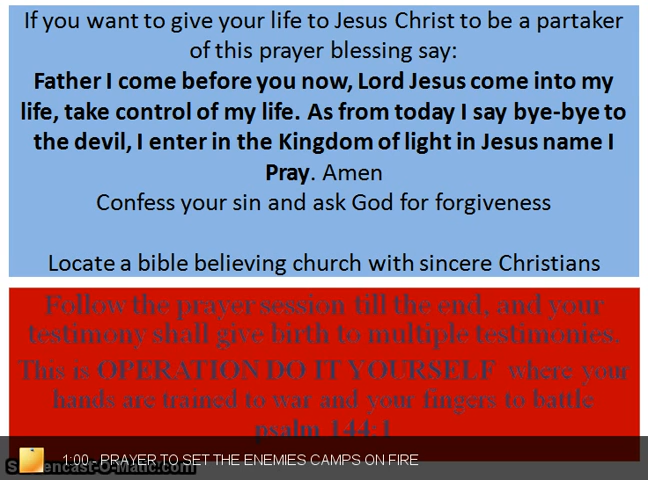 If you want to give your life to Jesus Christ to be a partaker
of this prayer blessing say:
Father I come before you now, Lord Jesus come into my
life, take control of my life. As from today I say bye-bye to
the devil, I enter in the Kingdom of light in Jesus name I
Pray. Amen
Confess your sin and ask God for forgiveness
Locate a bible believing church with sincere Christians
Follow the prayer session till the end, and your
testimony shall give birth to multiple testimonies.
This is OPERATION DO IT YOURSELF where your
hands are trained to war and your fingers to battle
psalm 144:1
1:00 - PRAYER TO SET THE ENEMIES CAMPS ON FIRE
Screencast-O-Matic.com